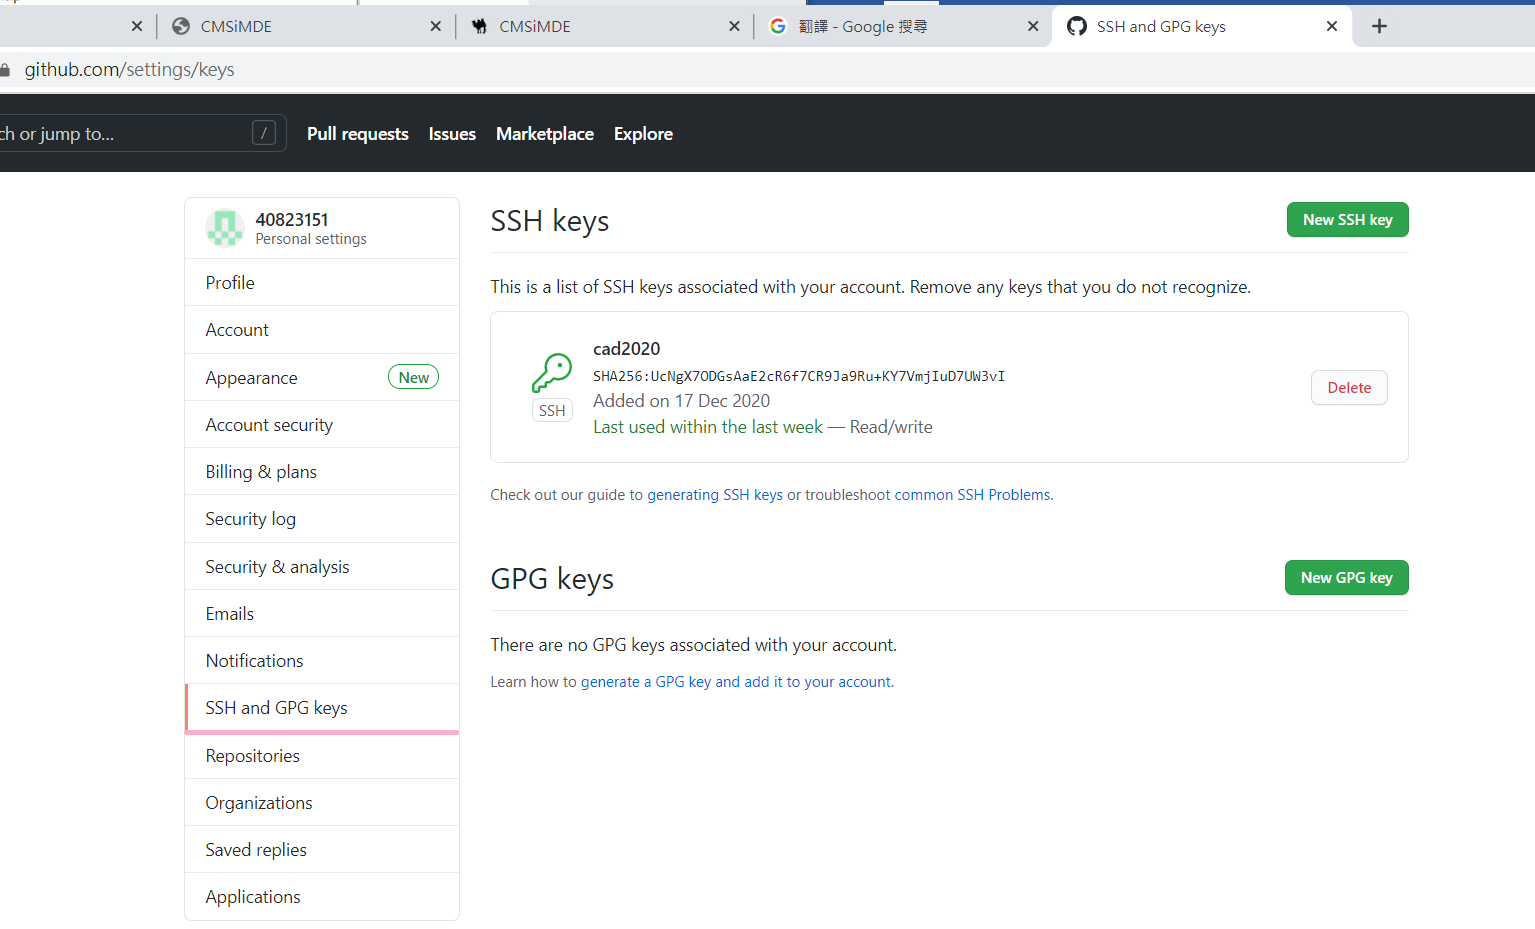 CMSiMDE
CMSiMDE
翻譯 - Google 搜尋
SSH and GPG keys
github.com/settings/keys
ch or jump to...
/
Pull requests
Issues
Marketplace
Explore
40823151
Personal settings
Profile
Account
Appearance
New
Account security
Billing & plans
Security log
Security & analysis
Emails
Notifications
SSH and GPG keys
Repositories
Organizations
Saved replies
Applications
SSH keys
New SSH key
This is a list of SSH keys associated with your account. Remove any keys that you do not recognize.
cad2020
SHA256:UcNgX7ODGsAaE2cR6f7CR9Ja9Ru+KY7VmjIuD7UW3vI
Added on 17 Dec 2020
Last used within the last week — Read/write
SSH
Delete
Check out our guide to generating SSH keys or troubleshoot common SSH Problems.
GPG keys
New GPG key
There are no GPG keys associated with your account.
Learn how to generate a GPG key and add it to your account.